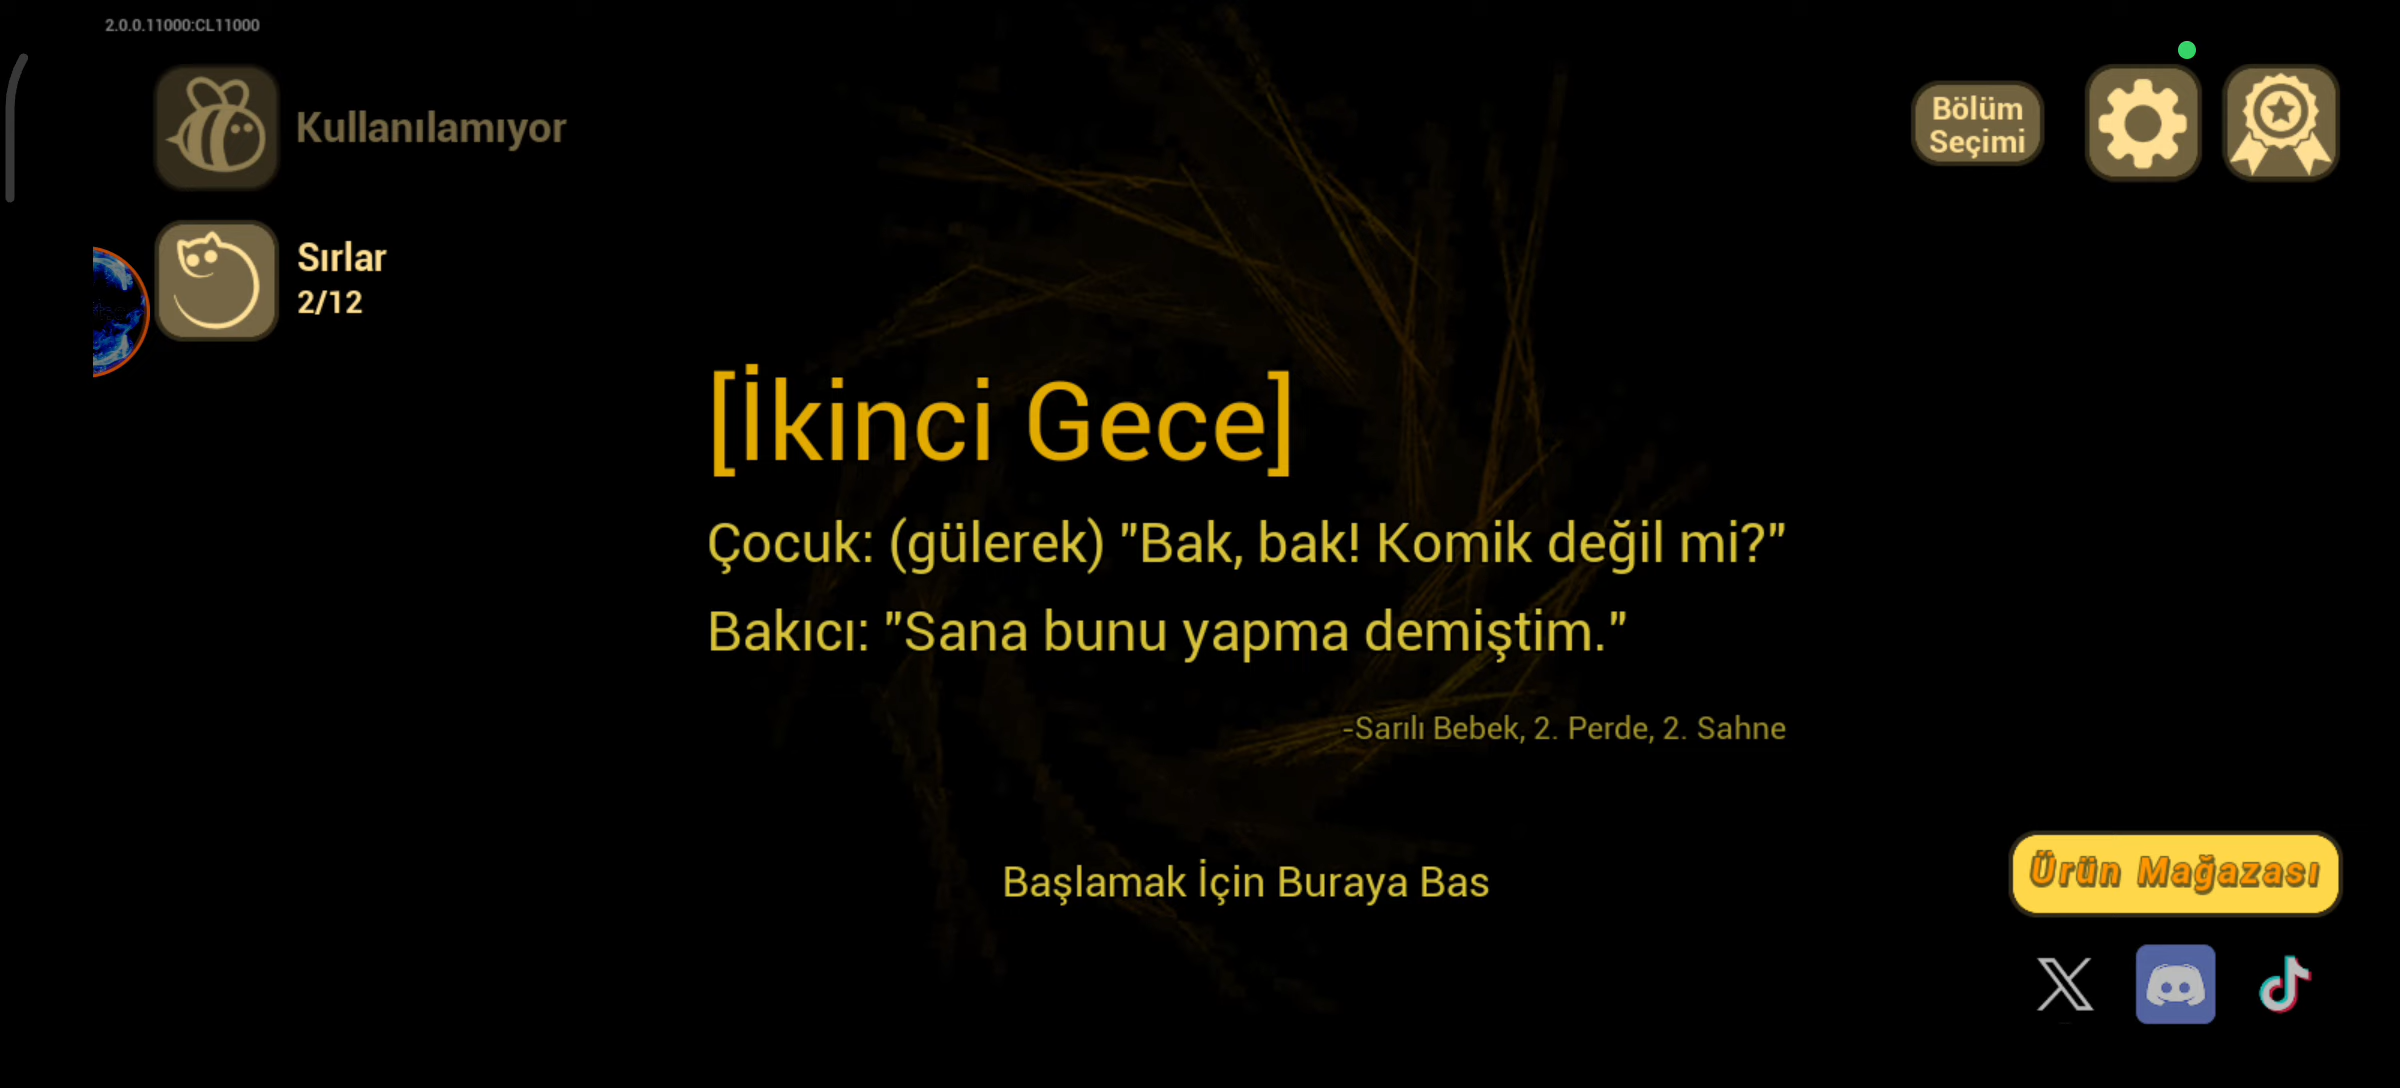 2.0.0.11000:CL11000
Kullanılamıyor
Bölüm
Seçimi
Sırlar
2/12
[İkinci Gece]
Çocuk: (gülerek) "Bak, bak! Komik değil mi?"
Bakıcı: "Sana bunu yapma demiştim."
-Sarılı Bebek, 2. Perde, 2. Sahne
Başlamak İçin Buraya Bas
Ürün Mağazası